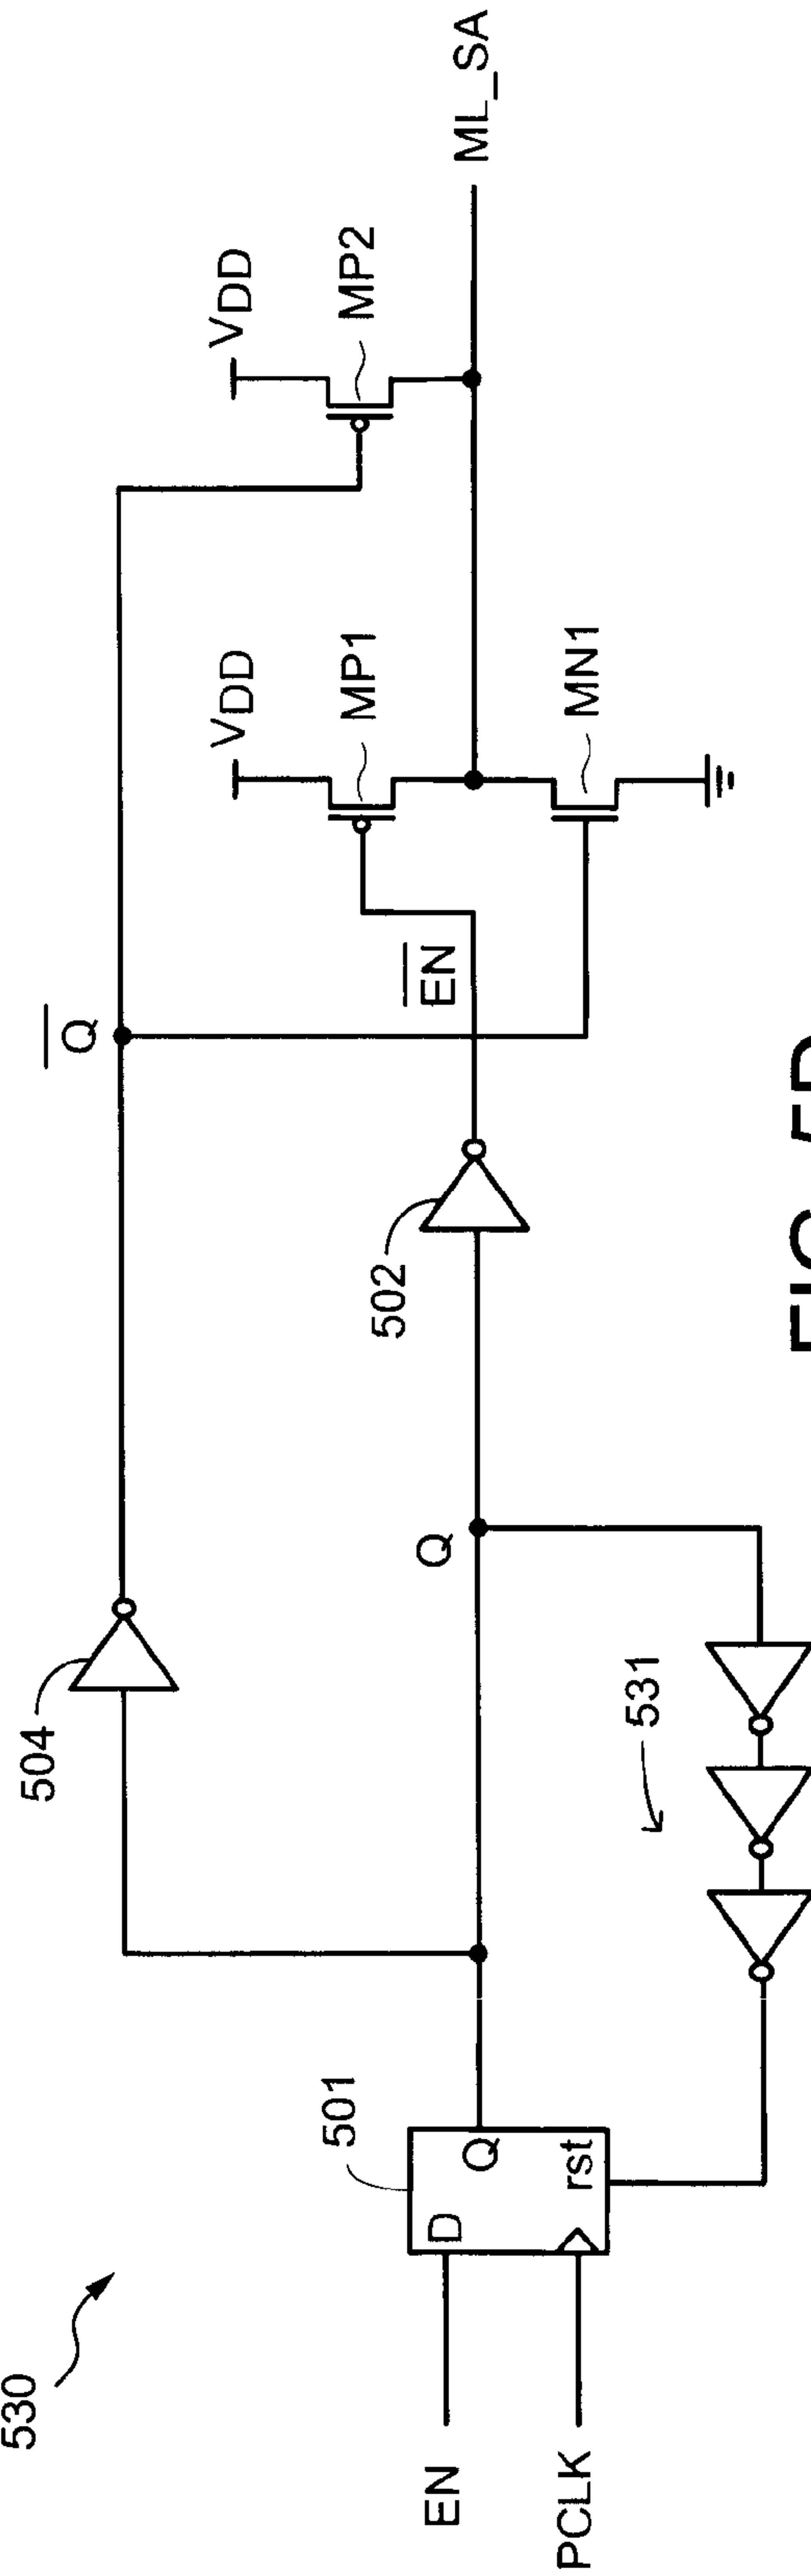 530
EN
PCLK
501
D
Q
rst
504
Q
531
502
Q
EN
VDD
MP1
MN1
VDD
MP2
ML_SA